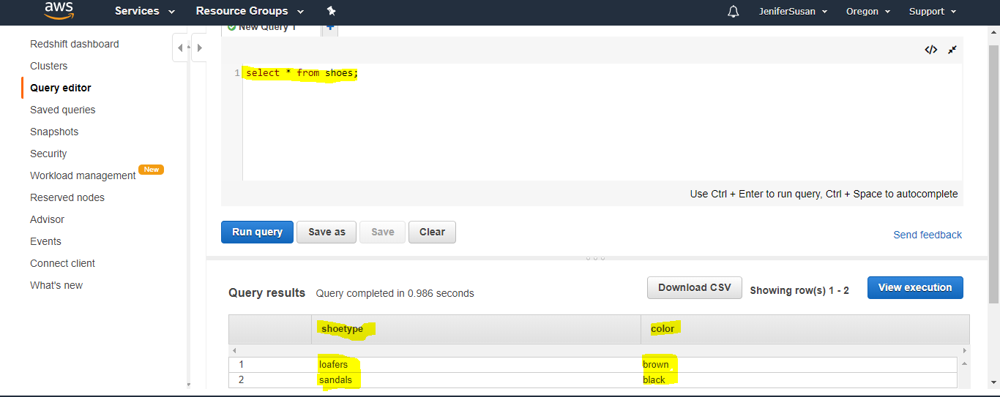 aws Services Resource Groups JeniferSusan Oregon Support
Redshift dashboard
Clusters
Query editor
Saved queries
Snapshots
Security
Workload management New
Reserved nodes
Advisor
Events
Connect client
What's new
New Query 1 +
</>
1 select * from shoes;
Use Ctrl + Enter to run query, Ctrl + Space to autocomplete
Run query Save as Save Clear
Send feedback
Query results Query completed in 0.986 seconds Download CSV Showing row(s) 1 - 2 View execution
shoetype color
1 loafers brown
2 sandals black